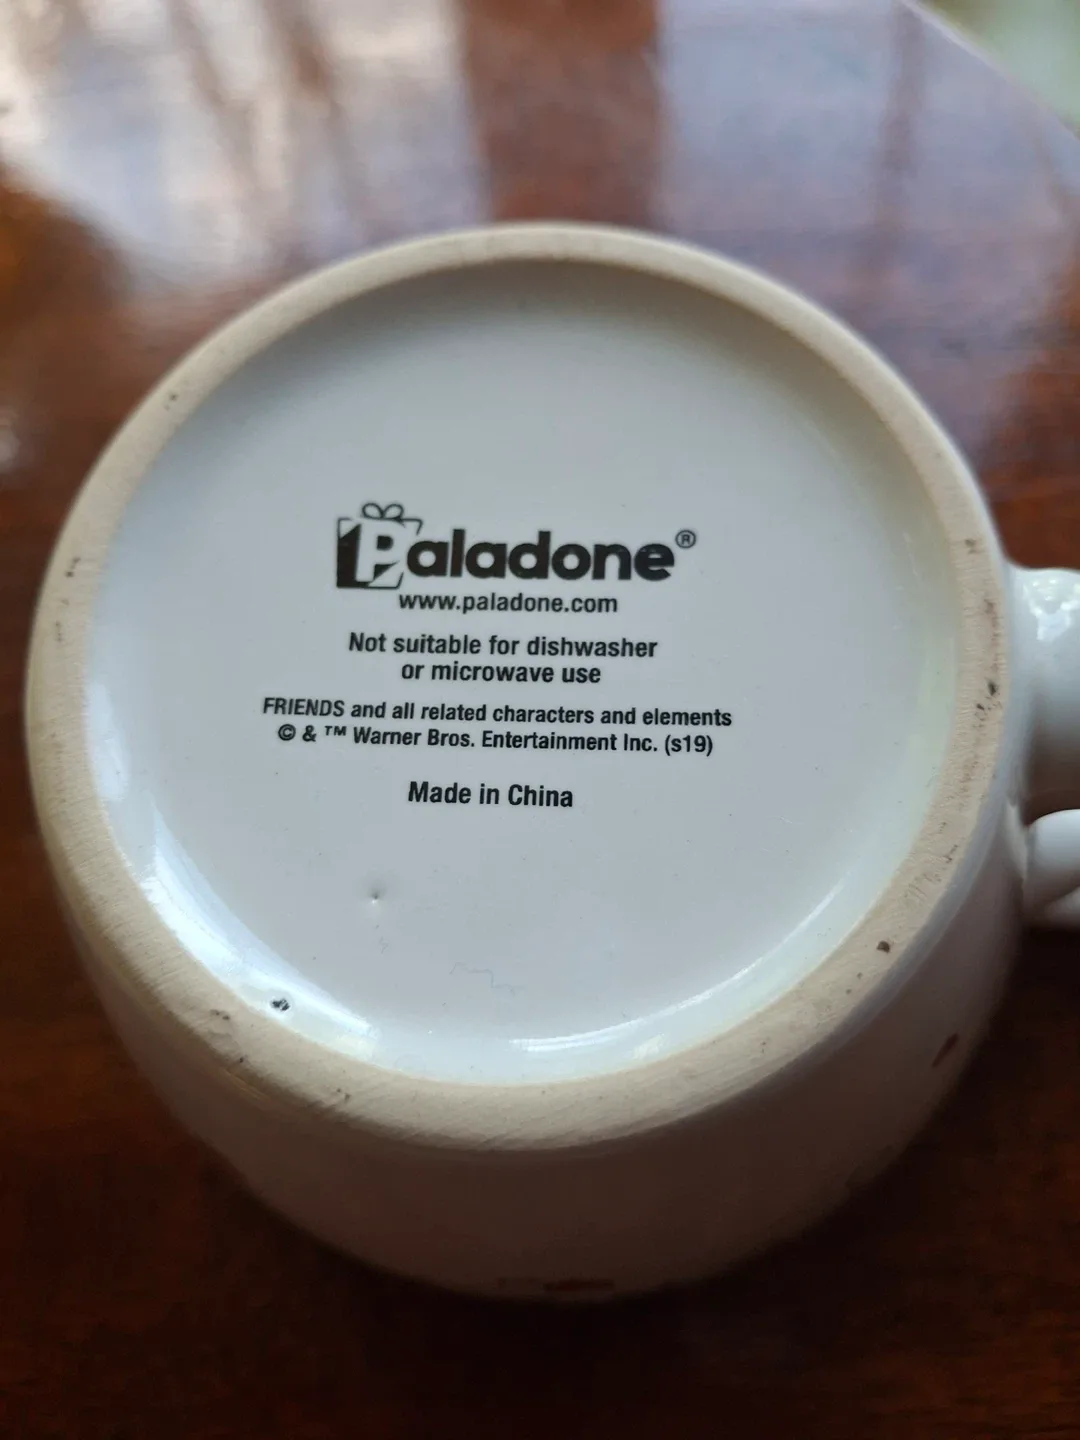 Paladone®
www.paladone.com
Not suitable for dishwasher
or microwave use
FRIENDS and all related characters and elements
© & ™ Warner Bros. Entertainment Inc. (s19)
Made in China